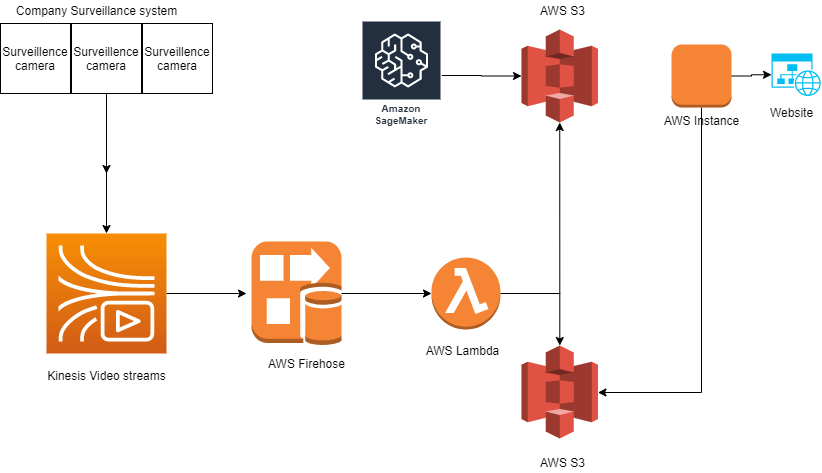 Company Surveillance system
AWS S3
Surveillence
camera
Surveillence
camera
Surveillence
camera
Amazon
SageMaker
AWS Instance
Website
Kinesis Video streams
AWS Firehose
AWS Lambda
AWS S3